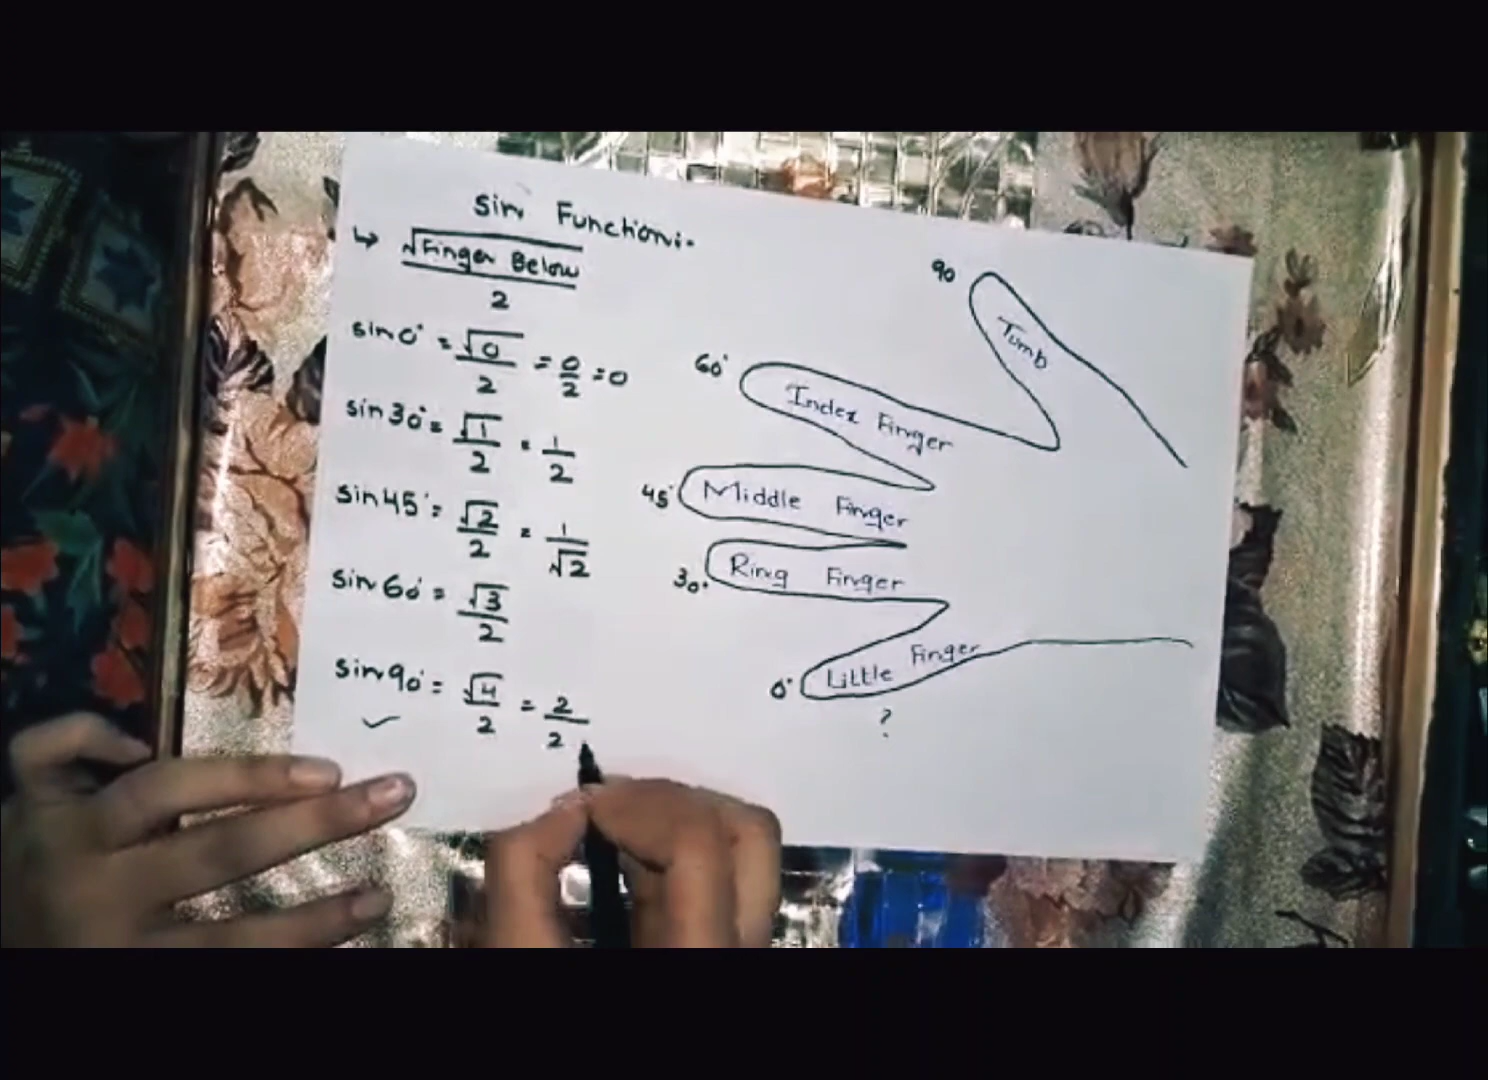 Sin Function:-
↳ √Finger Below
2
sin0° = √0/2 = 0/2 = 0
sin30° = √1/2 = 1/2
sin45° = √2/2 = 1/√2
sin60° = √3/2
sin90° = √4/2 = 2/2
✓
90
Tumb
60°
Index Finger
45°
Middle Finger
30°
Ring Finger
0°
Little Finger
?